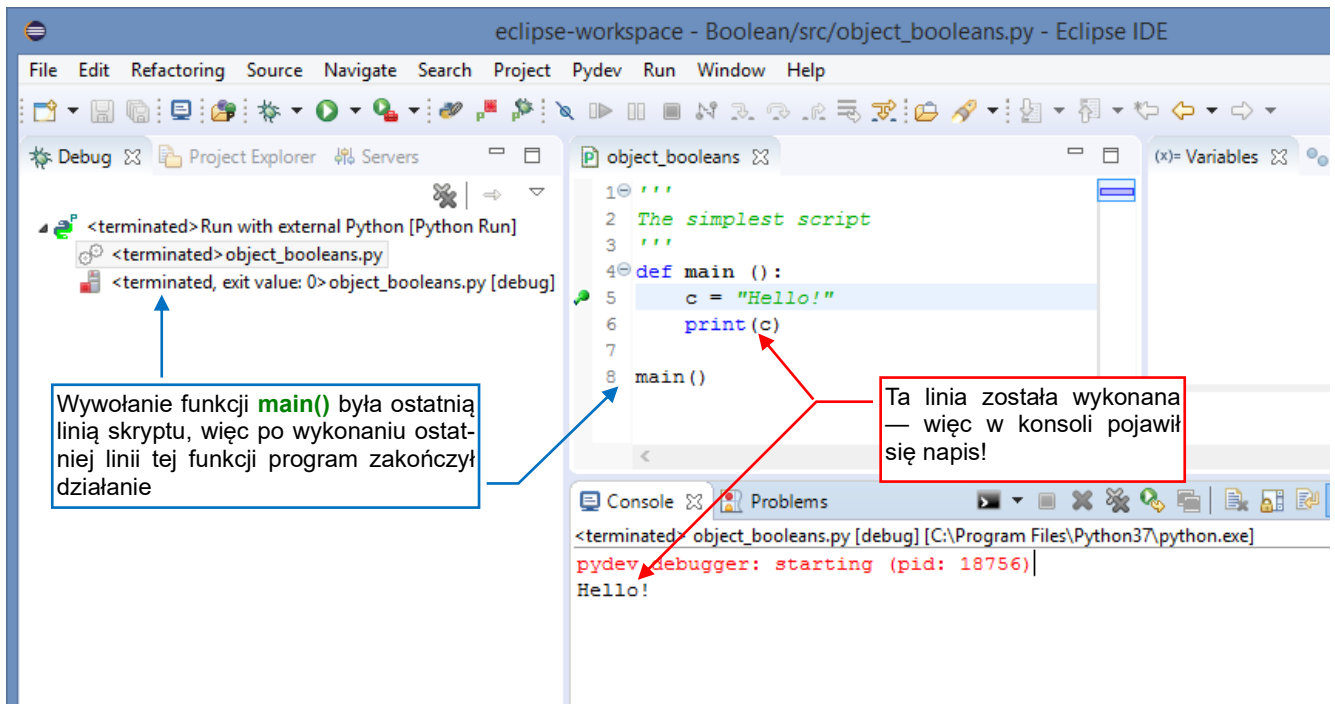 eclipse-workspace - Boolean/src/object_booleans.py - Eclipse IDE
File Edit Refactoring Source Navigate Search Project Pydev Run Window Help
Debug Project Explorer Servers
<terminated>Run with external Python [Python Run]
<terminated>object_booleans.py
<terminated, exit value: 0>object_booleans.py [debug]
Wywołanie funkcji main() była ostatnią
linią skryptu, więc po wykonaniu ostat-
niej linii tej funkcji program zakończył
działanie
object_booleans
1 '''
2 The simplest script
3 '''
4 def main ():
5 c = "Hello!"
6 print(c)
7
8 main()
Ta linia została wykonana
— więc w konsoli pojawił
się napis!
(x)= Variables
Console Problems
<terminated> object_booleans.py [debug] [C:\Program Files\Python37\python.exe]
pydev debugger: starting (pid: 18756)
Hello!